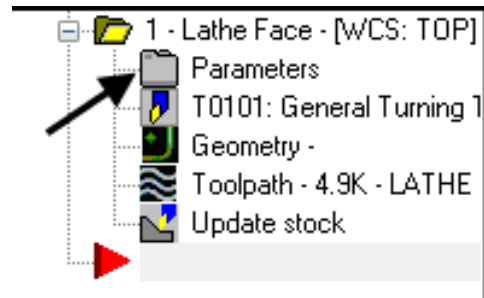 1 - Lathe Face - [WCS: TOP]
Parameters
T0101: General Turning
Geometry -
Toolpath - 4.9K - LATHE
Update stock